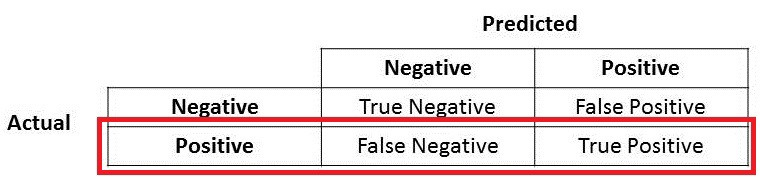 Predicted
Negative Positive
Negative True Negative False Positive
Actual
Positive False Negative True Positive